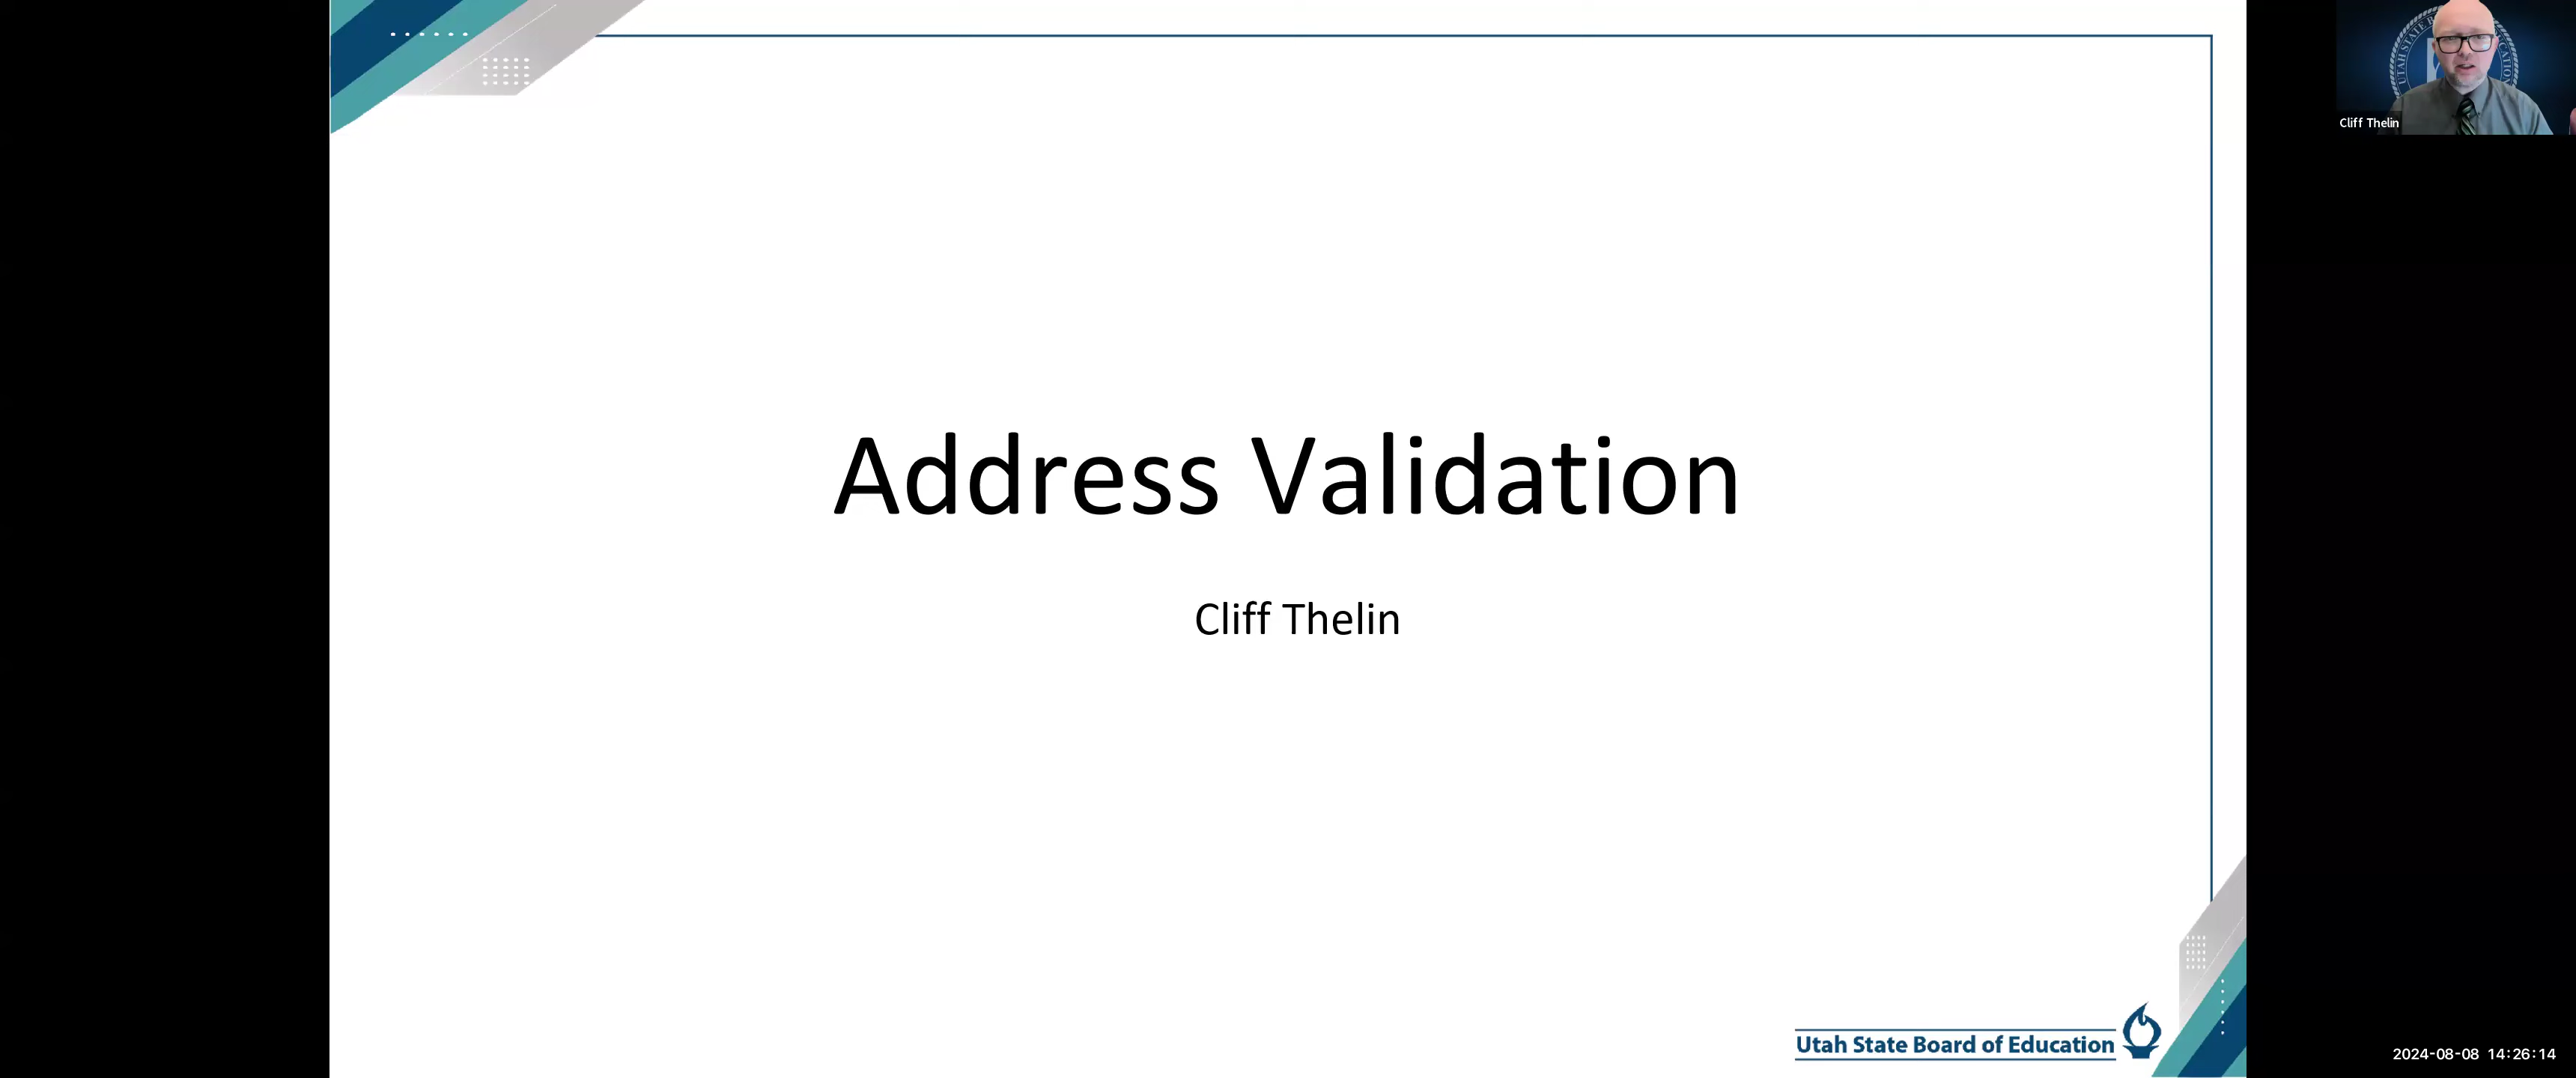 Address Validation
Cliff Thelin
Utah State Board of Education
Cliff Thelin
2024-08-08 14:26:14